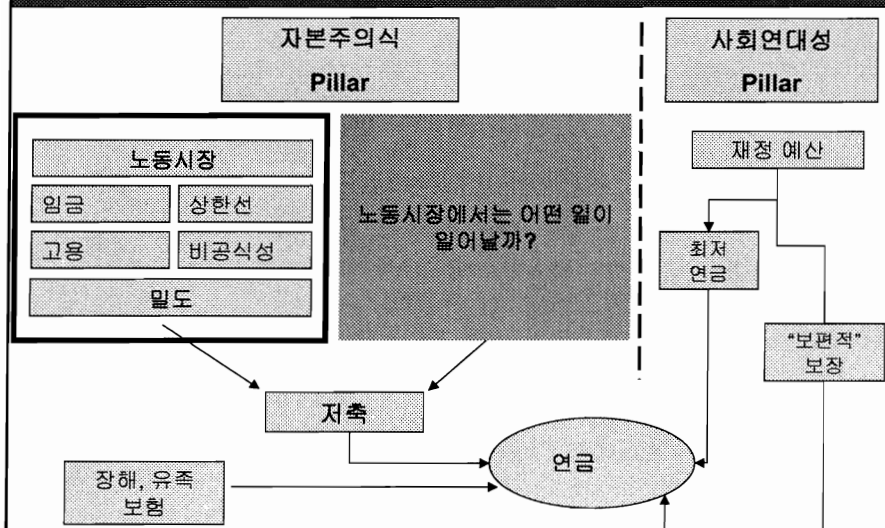 자본주의식
Pillar
사회연대성
Pillar
노동시장
임금
상한선
고용
비공식성
밀도
노동시장에서는 어떤 일이
일어날까?
재정 예산
최저
연금
“보편적”
보장
저축
연금
장해, 유족
보험